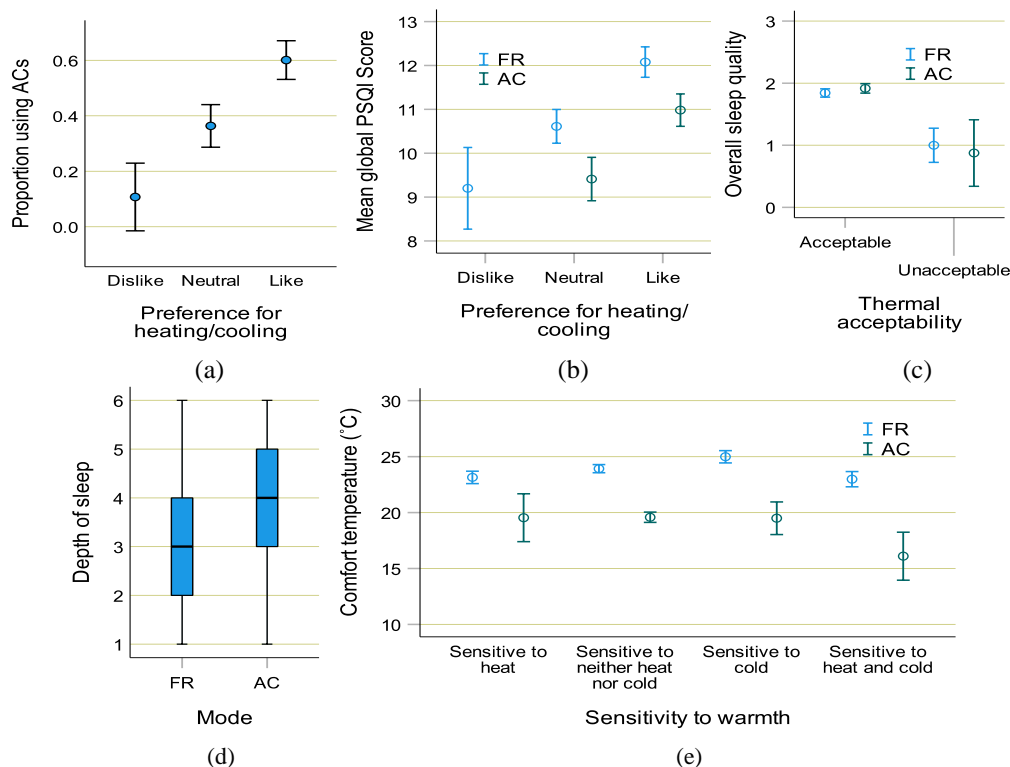 Proportion using ACs
0.6
0.4
0.2
0.0
Dislike Neutral Like
Preference for
heating/cooling
(a)
Mean global PSQI Score
13
12
11
10
9
8
FR
AC
Dislike Neutral Like
Preference for heating/
cooling
(b)
Overall sleep quality
3
2
1
0
FR
AC
Acceptable
Unacceptable
Thermal
acceptability
(c)
Depth of sleep
6
5
4
3
2
1
FR AC
Mode
(d)
Comfort temperature (˚C)
30
25
20
15
10
FR
AC
Sensitive to
heat
Sensitive to
neither heat
nor cold
Sensitive to
cold
Sensitive to
heat and cold
Sensitivity to warmth
(e)